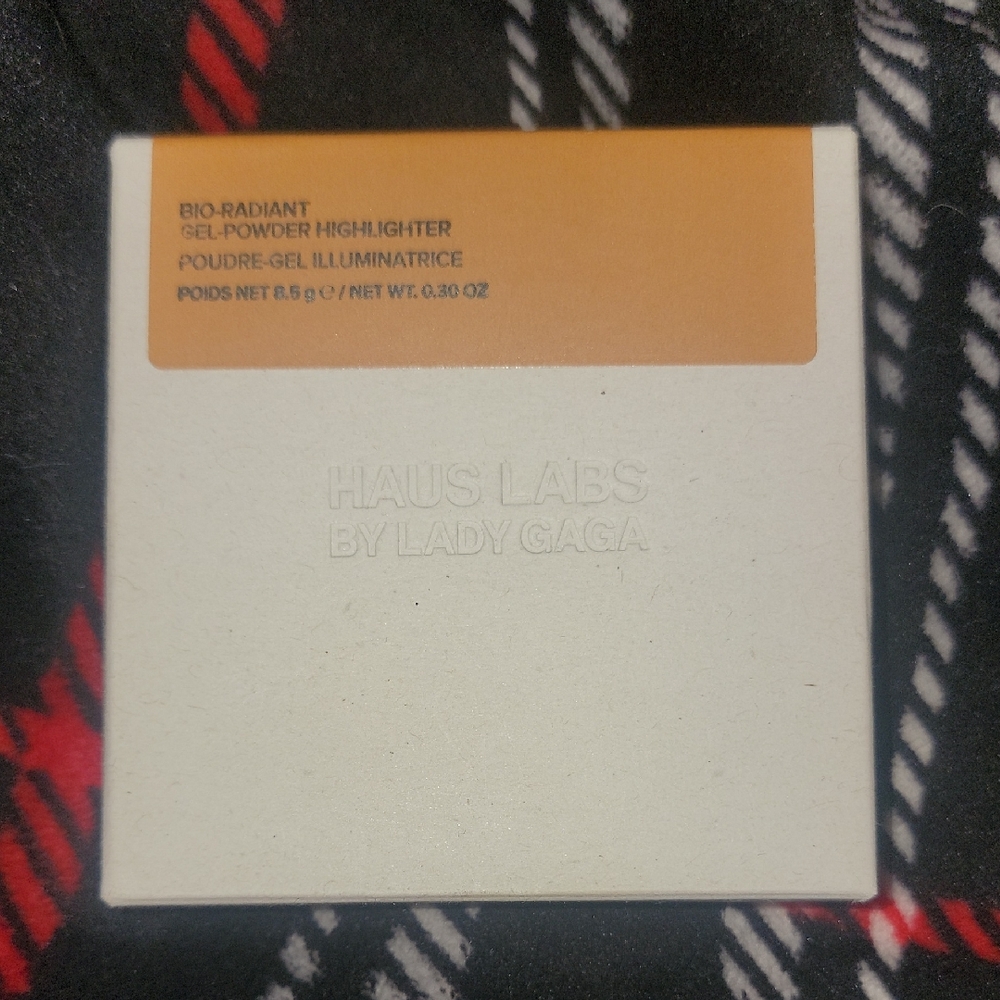 BIO-RADIANT
GEL-POWDER HIGHLIGHTER
POUDRE-GEL ILLUMINATRICE
POIDS NET 8.5 g ℮ / NET WT. 0.30 OZ
HAUS LABS
BY LADY GAGA